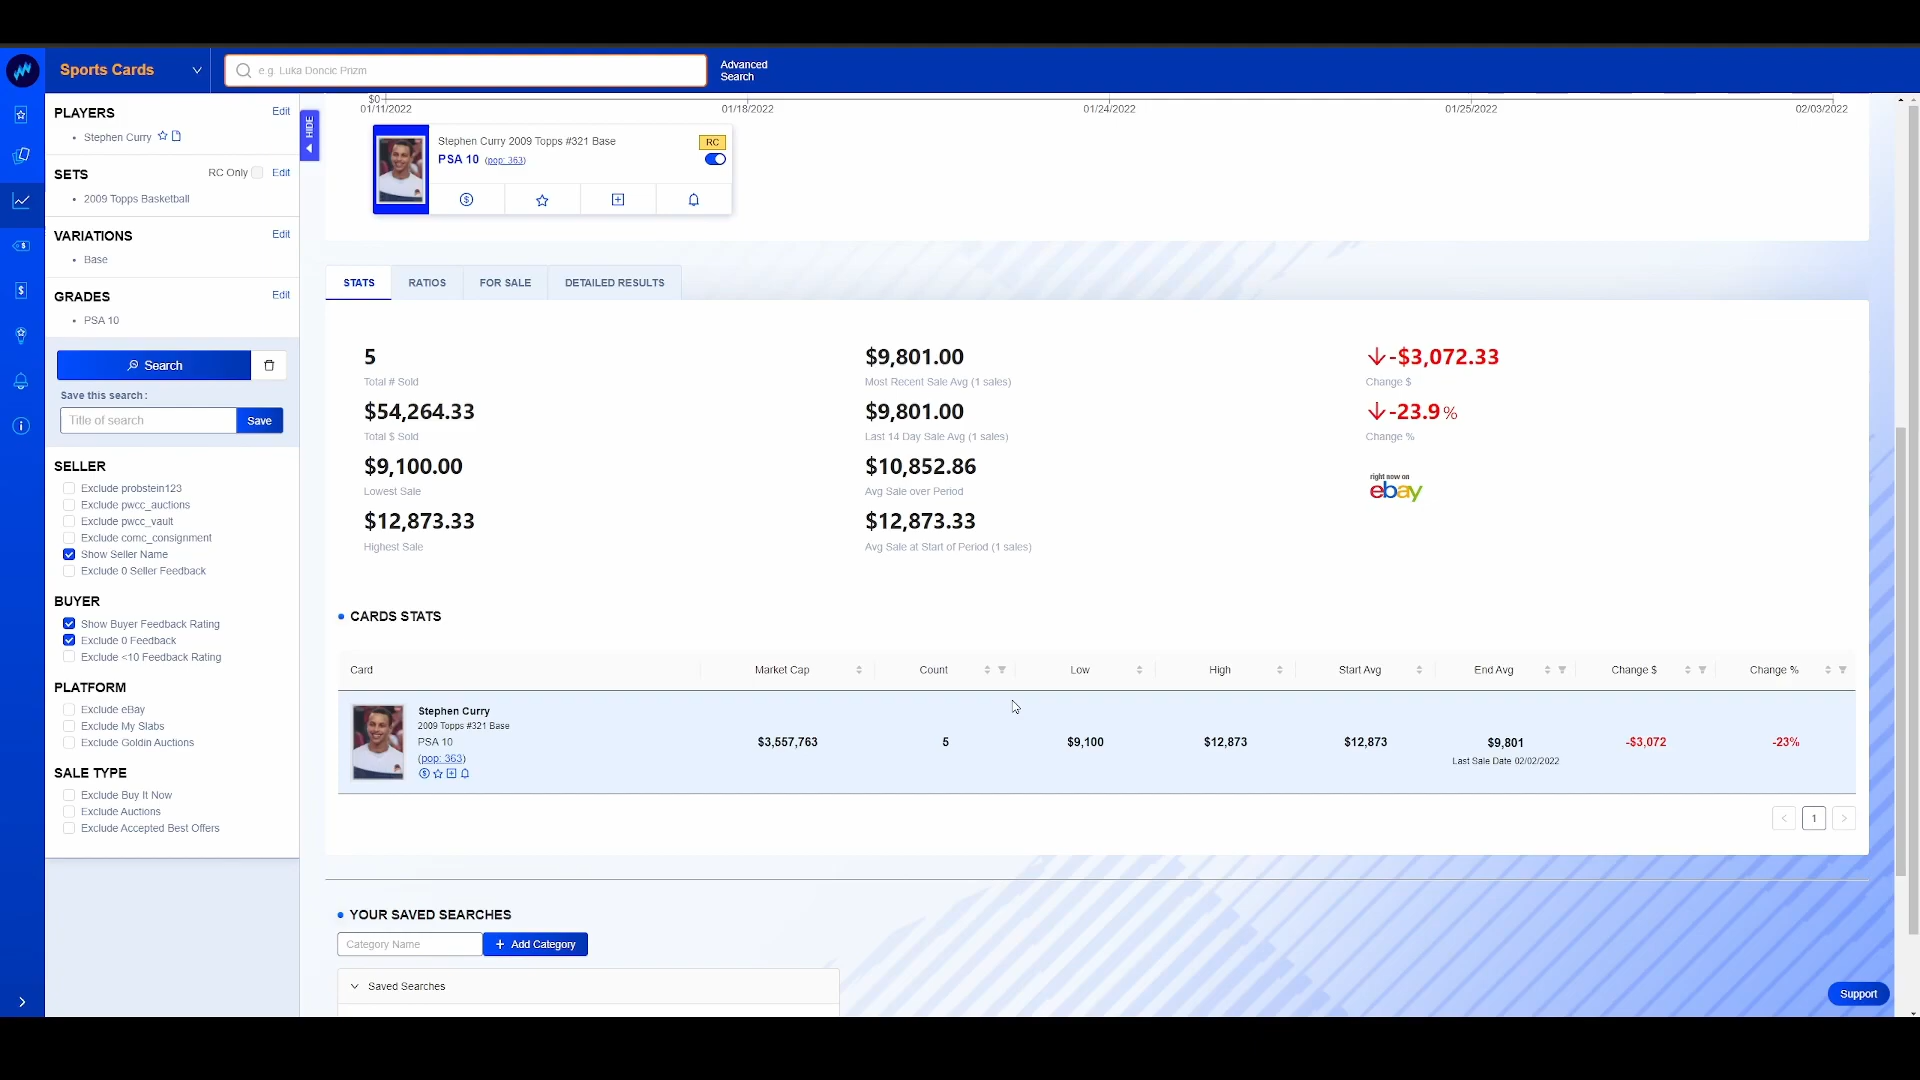 Sports Cards
e.g. Luka Doncic Prizm
Advanced
Search
PLAYERS
Edit
Stephen Curry
SETS
RC Only
Edit
2009 Topps Basketball
VARIATIONS
Edit
Base
GRADES
Edit
PSA 10
Search
Save this search:
Title of search
Save
SELLER
Exclude probstein123
Exclude pwcc_auctions
Exclude pwcc_vault
Exclude comc_consignment
Show Seller Name
Exclude 0 Seller Feedback
BUYER
Show Buyer Feedback Rating
Exclude 0 Feedback
Exclude <10 Feedback Rating
PLATFORM
Exclude eBay
Exclude My Slabs
Exclude Goldin Auctions
SALE TYPE
Exclude Buy It Now
Exclude Auctions
Exclude Accepted Best Offers
HIDE
$0
01/11/2022 01/18/2022 01/24/2022 01/25/2022 02/03/2022
Stephen Curry 2009 Topps #321 Base
RC
PSA 10 (pop: 363)
STATS RATIOS FOR SALE DETAILED RESULTS
5
Total # Sold
$54,264.33
Total $ Sold
$9,100.00
Lowest Sale
$12,873.33
Highest Sale
$9,801.00
Most Recent Sale Avg (1 sales)
$9,801.00
Last 14 Day Sale Avg (1 sales)
$10,852.86
Avg Sale over Period
$12,873.33
Avg Sale at Start of Period (1 sales)
-$3,072.33
Change $
-23.9%
Change %
right now on
ebay
CARDS STATS
Card Market Cap Count Low High Start Avg End Avg Change $ Change %
Stephen Curry
2009 Topps #321 Base
PSA 10
(pop: 363)
$3,557,763 5 $9,100 $12,873 $12,873 $9,801 -$3,072 -23%
Last Sale Date 02/02/2022
1
YOUR SAVED SEARCHES
Category Name
+ Add Category
Saved Searches
Support